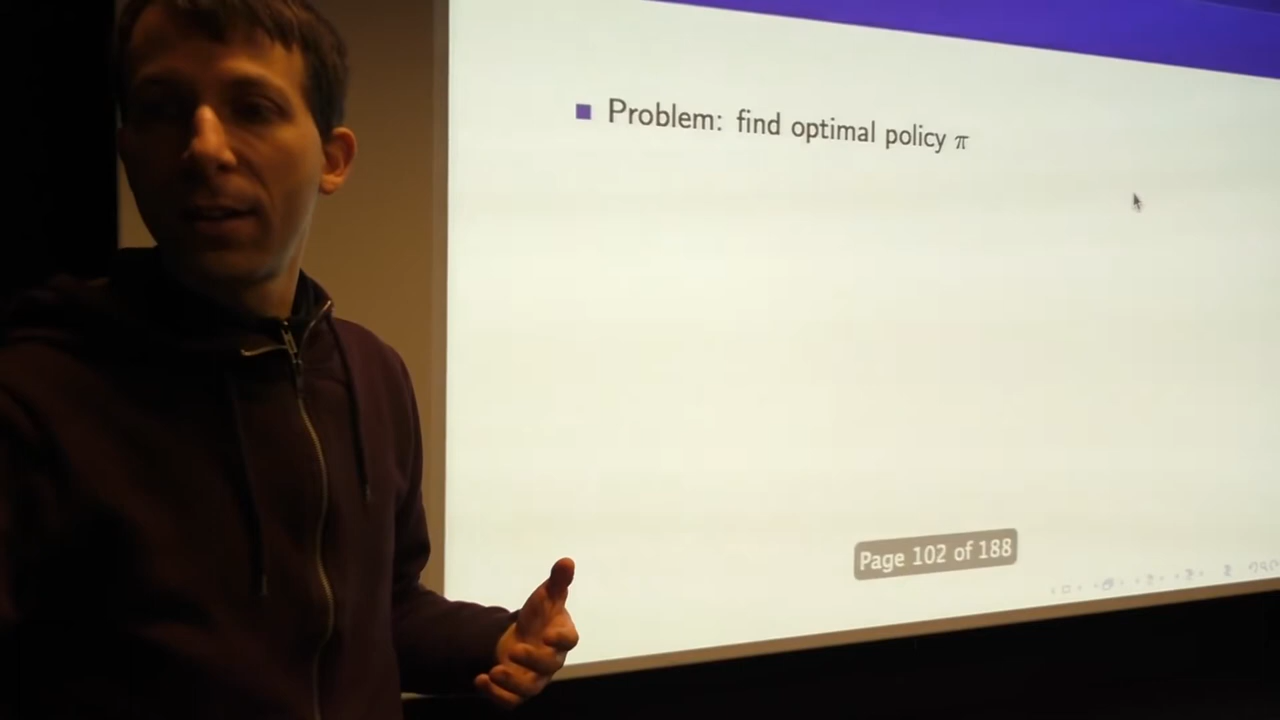 Problem: find optimal policy π
Page 102 of 188